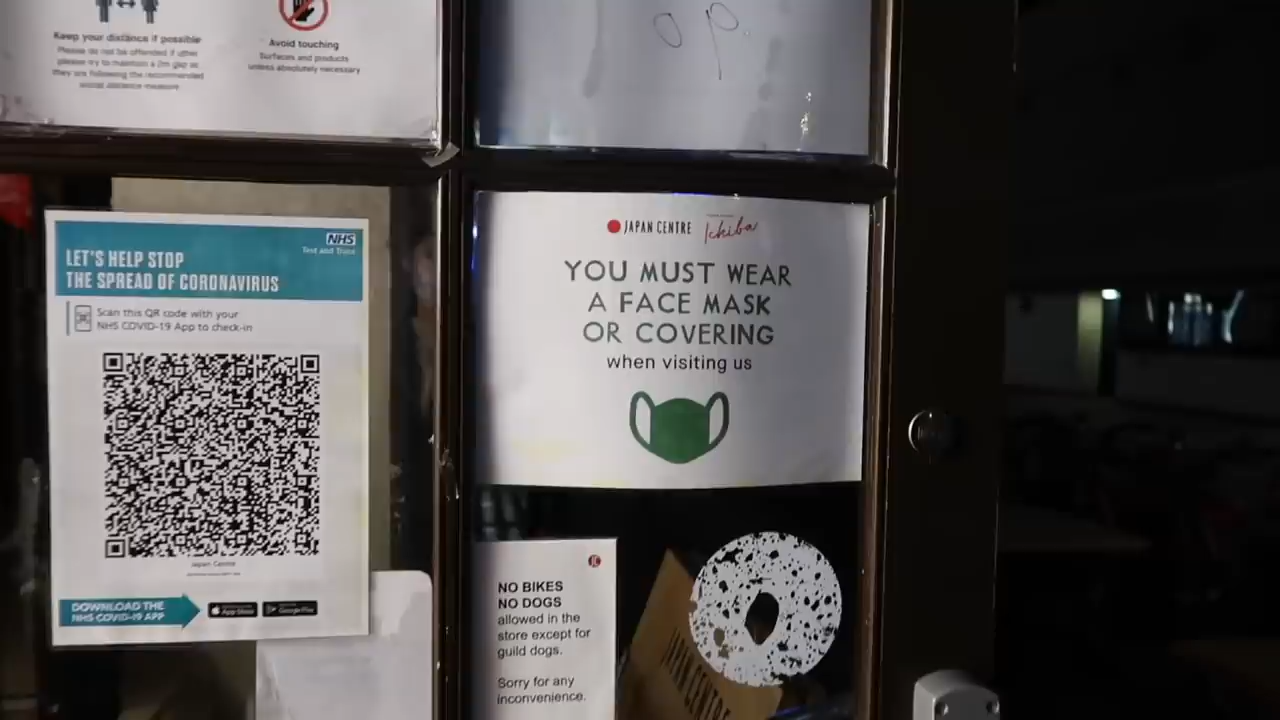 Keep your distance if possible
Please do not be offended if other
please try to maintain a 2m gap as
they are following the recommended
social distance measure
Avoid touching
Surfaces and products
unless absolutely necessary
op.
NHS
Test and Trace
LET'S HELP STOP
THE SPREAD OF CORONAVIRUS
Scan this QR code with your
NHS COVID-19 App to check-in
Japan Centre
DOWNLOAD THE
NHS COVID-19 APP
App Store
Google Play
JAPAN CENTRE Ichiba
YOU MUST WEAR
A FACE MASK
OR COVERING
when visiting us
JC
NO BIKES
NO DOGS
allowed in the
store except for
guild dogs.
Sorry for any
inconvenience.
JAPAN CENTRE